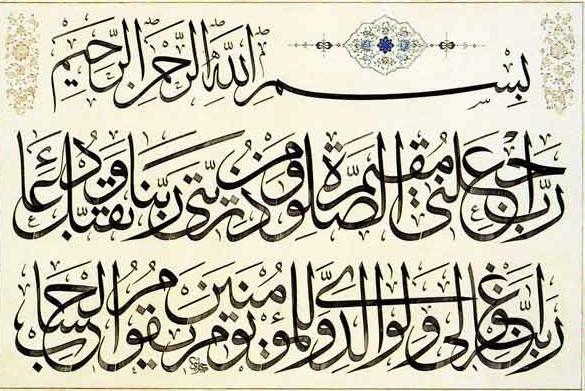 بسم الله الرحمن الرحيم
رب اجعلني مقيم الصلوة ومن ذريتي ربنا وتقبل دعاء
ربنا اغفر لي ولوالدي وللمؤمنين يوم يقوم الحساب